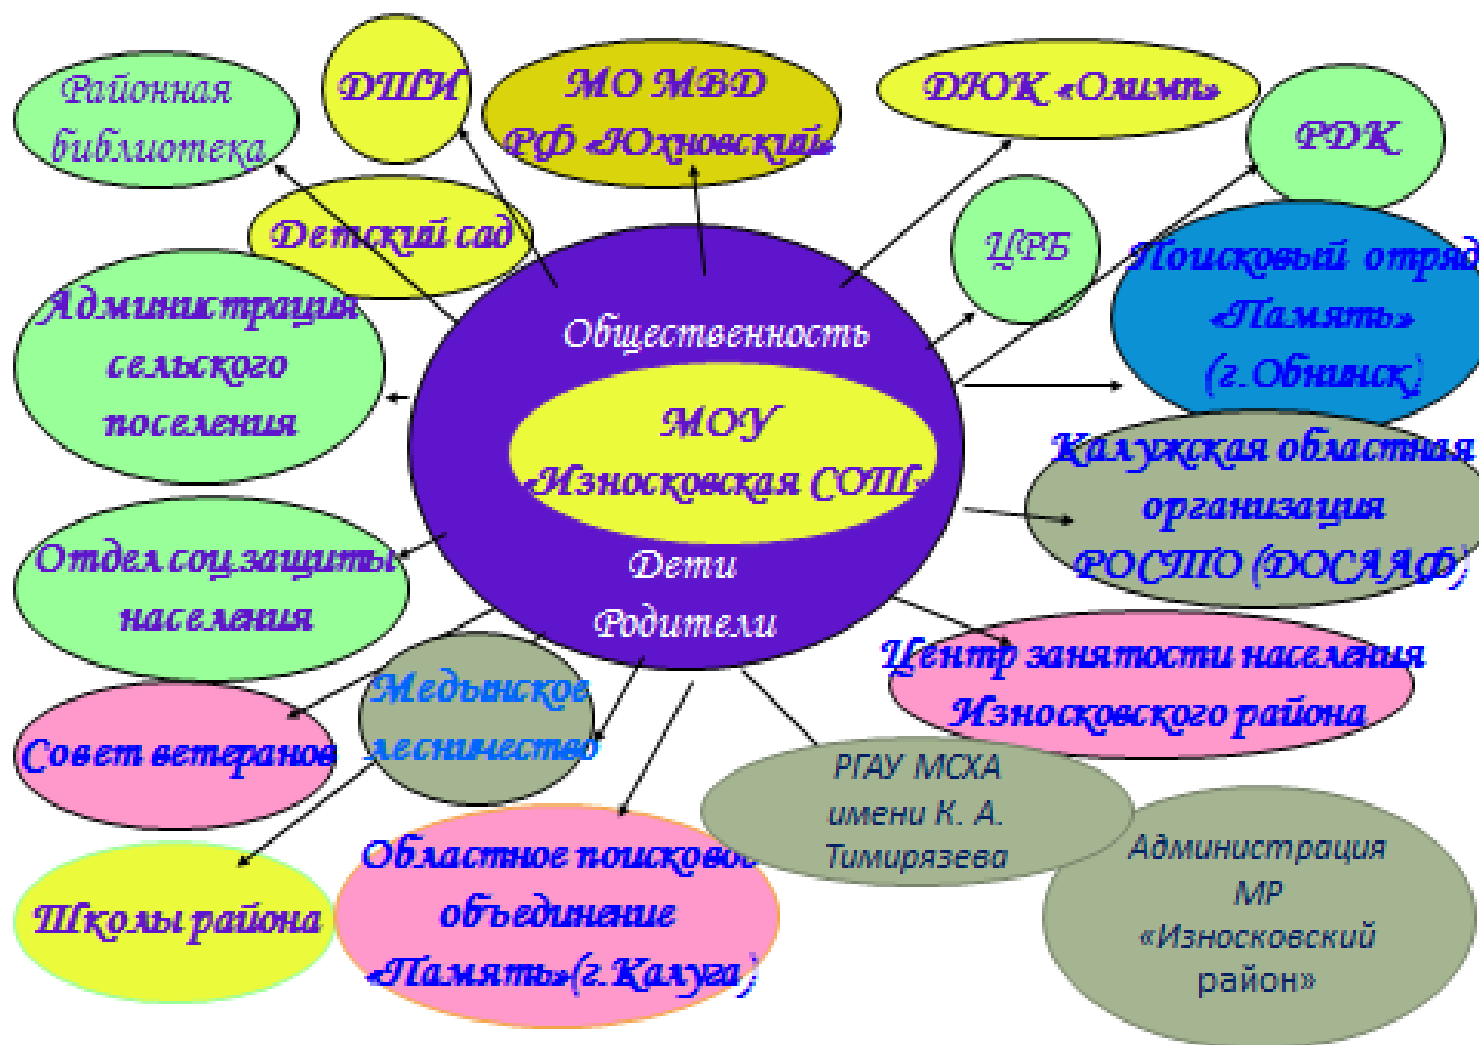 Районная
библиотека
ДШИ
МО МВД
РФ «Юхновский»
ДЮК «Олимп»
РДК
Детский сад
ЦРБ
Поисковый отряд
«Память»
(г.Обнинск)
Администрация
сельского
поселения
Общественность
МОУ
«Износковская СОШ»
Дети
Родители
Калужская областная
организация
РОСТО (ДОСААФ)
Отдел соц.защиты
населения
Центр занятости населения
Износковского района
Медынское
лесничество
Совет ветеранов
РГАУ МСХА
имени К. А.
Тимирязева
Областное поисковое
объединение
«Память»(г.Калуга)
Администрация
МР
«Износковский
район»
Школы района